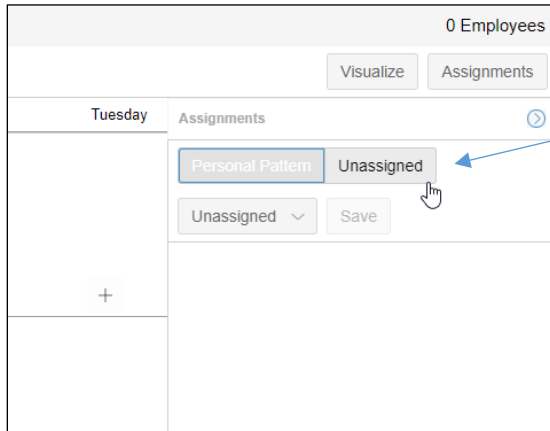 0 Employees
Visualize Assignments
Tuesday Assignments
Personal Pattern Unassigned
Unassigned Save